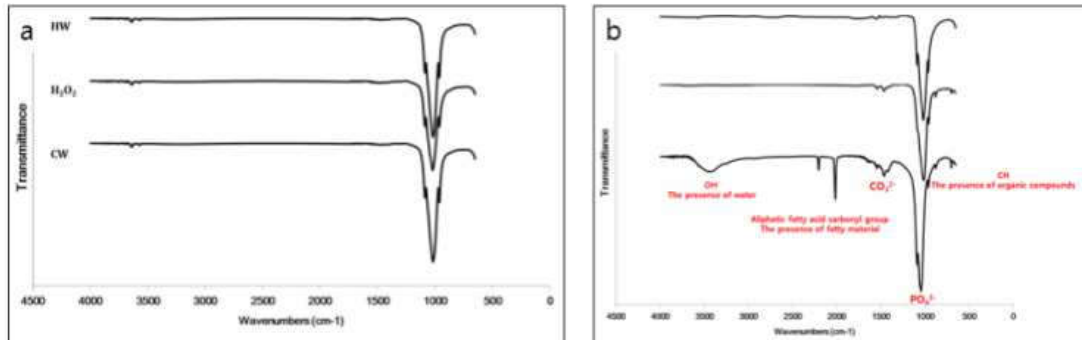 a
HW
H₂O₂
CW
Transmittance
4500 4000 3500 3000 2500 2000 1500 1000 500 0
Wavenumbers (cm-1)
b
Transmittance
OH⁻
The presence of water
Aliphatic fatty acid carbonyl group
The presence of fatty material
CO₃²⁻
CH
The presence of organic compounds
PO₄³⁻
4500 4000 3500 3000 2500 2000 1500 1000 500 0
Wavenumbers (cm-1)